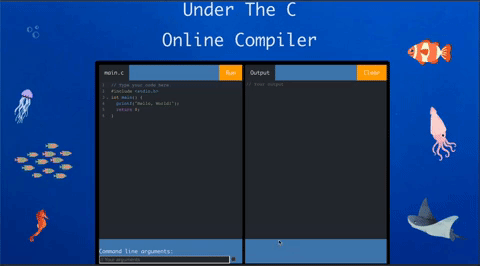 Under The C
Online Compiler
main.c
Run
Output
Clear
1 // Type your code here
2 #include <stdio.h>
3 int main() {
4 printf("Hello, World!");
5 return 0;
6 }
// Your output
Command line arguments:
// Your arguments